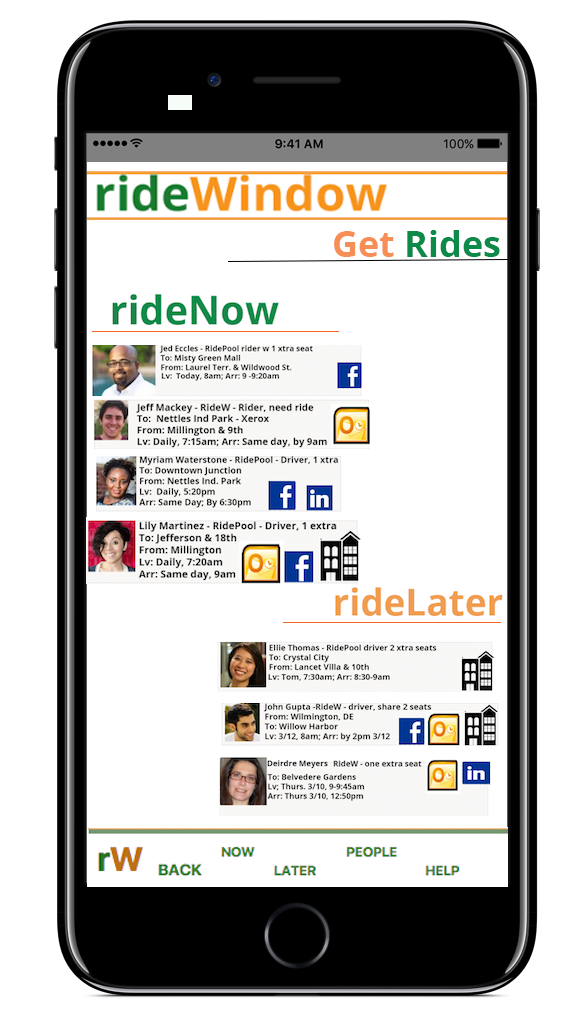 9:41 AM
100%
rideWindow
Get Rides
rideNow
Jed Eccles - RidePool rider w 1 xtra seat
To: Misty Green Mall
From: Laurel Terr. & Wildwood St.
Lv: Today, 8am; Arr: 9 -9:20am
f
Jeff Mackey - RideW - Rider, need ride
To: Nettles Ind Park - Xerox
From: Millington & 9th
Lv: Daily, 7:15am; Arr: Same day, by 9am
O
Myriam Waterstone - RidePool - Driver, 1 xtra
To: Downtown Junction
From: Nettles Ind. Park
Lv: Daily, 5:20pm
Arr: Same Day; By 6:30pm
f in
Lily Martinez - RidePool - Driver, 1 extra
To: Jefferson & 18th
From: Millington
Lv: Daily, 7:20am
Arr: Same day, 9am
O f
rideLater
Ellie Thomas - RidePool driver 2 xtra seats
To: Crystal City
From: Lancet Villa & 10th
Lv: Tom, 7:30am; Arr: 8:30-9am
John Gupta -RideW - driver, share 2 seats
From: Wilmington, DE
To: Willow Harbor
Lv: 3/12, 8am; Arr: by 2pm 3/12
f O
Deirdre Meyers RideW - one extra seat
To: Belvedere Gardens
Lv; Thurs. 3/10, 9-9:45am
Arr: Thurs 3/10, 12:50pm
O in
rW
BACK
NOW
LATER
PEOPLE
HELP